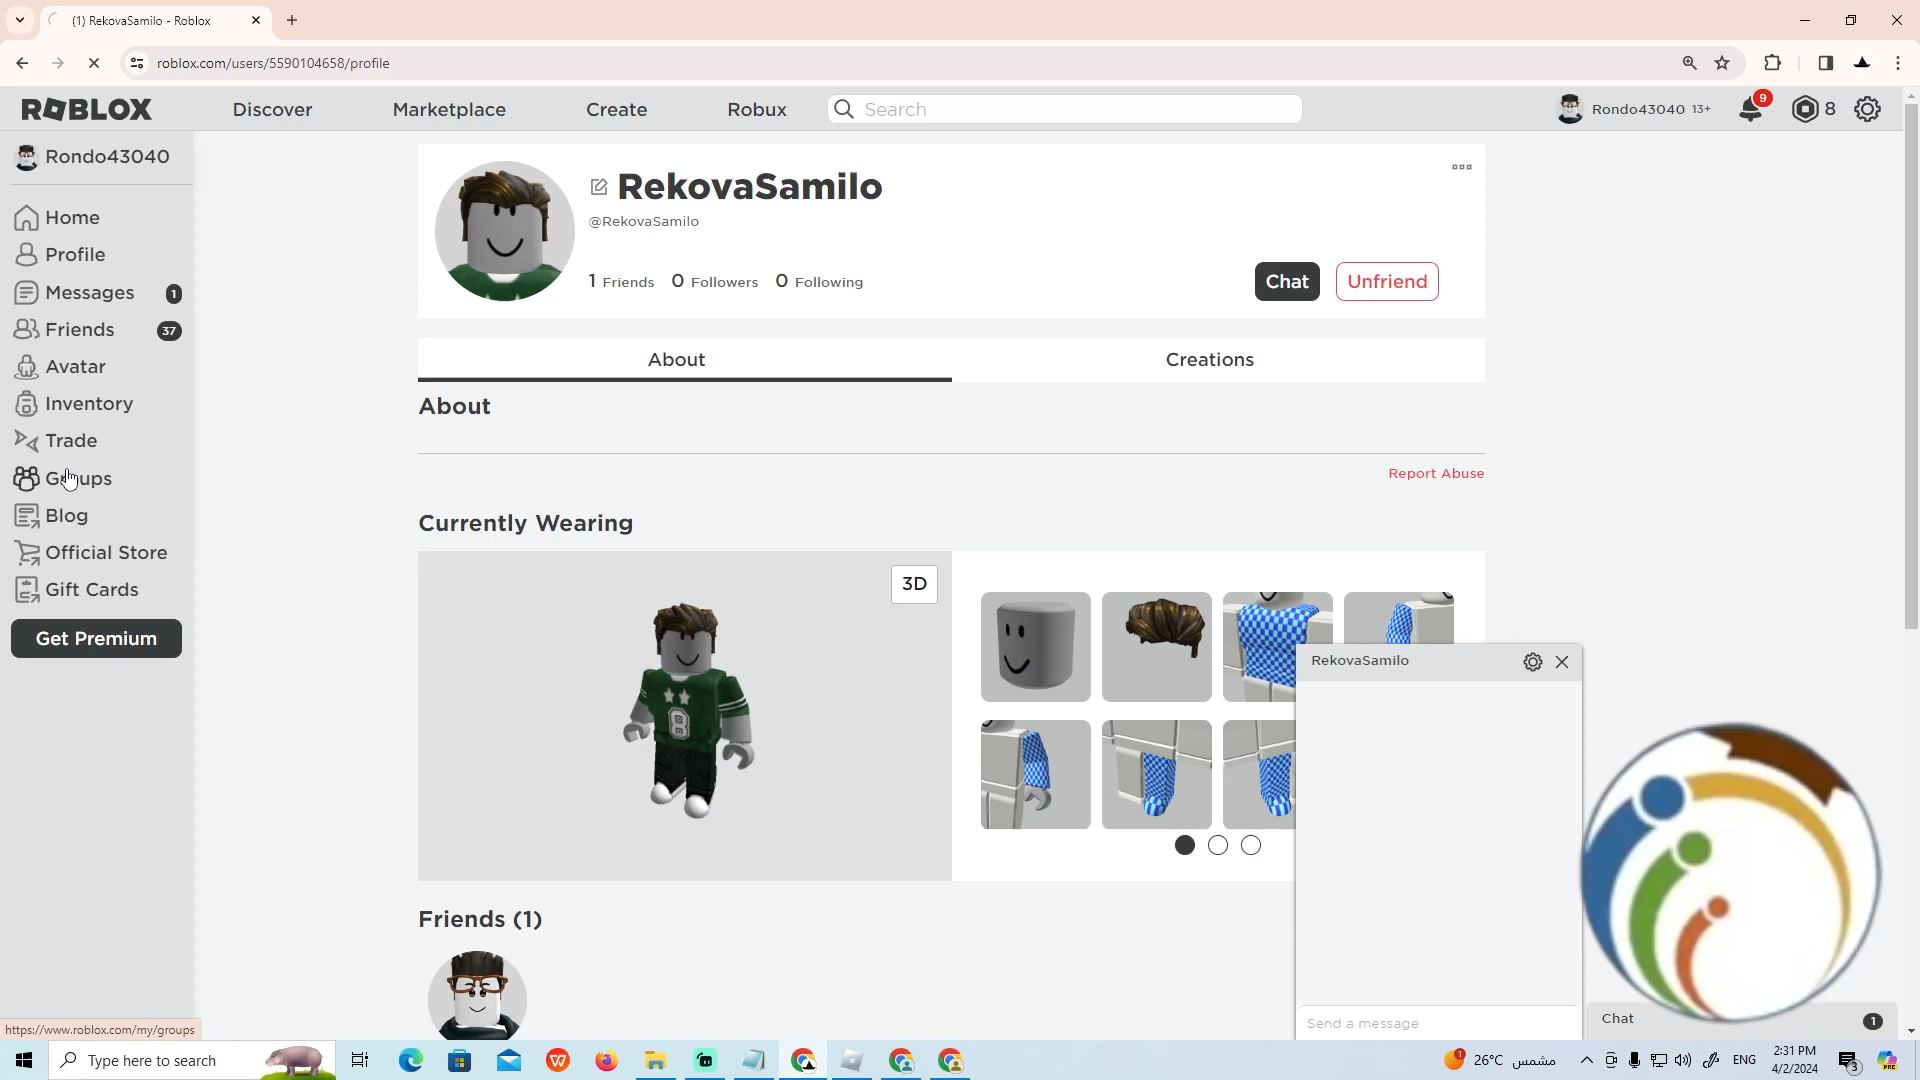 (1) RekovaSamilo - Roblox
roblox.com/users/5590104658/profile
ROBLOX
Discover
Marketplace
Create
Robux
Search
Rondo43040 13+
9
8
Rondo43040
Home
Profile
Messages 1
Friends 37
Avatar
Inventory
Trade
Groups
Blog
Official Store
Gift Cards
Get Premium
RekovaSamilo
@RekovaSamilo
1 Friends 0 Followers 0 Following
Chat
Unfriend
About
Creations
About
Report Abuse
Currently Wearing
3D
8
Friends (1)
RekovaSamilo
Send a message
Chat 1
https://www.roblox.com/my/groups
Type here to search
1
26°C مشمس
ENG
2:31 PM
4/2/2024
3
PRE